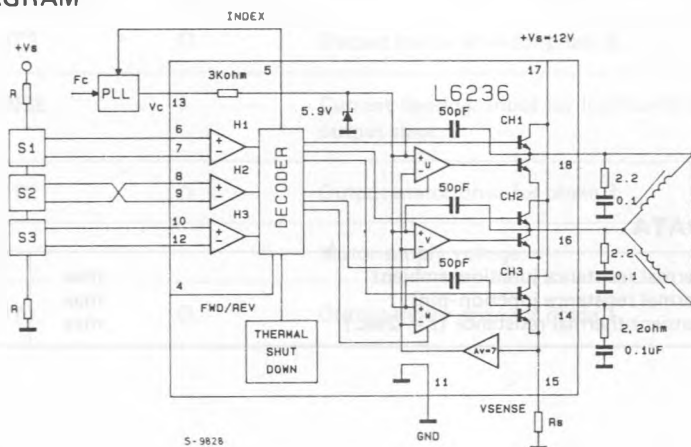 GRAM
INDEX
+Vs
+Vs=12V
5
17
Fc
PLL
R
Vc
13
3Kohm
5.9V
L6236
50pF
CH1
S1
6
7
H1
U
18
2.2
0.1
S2
8
9
H2
DECODER
50pF
CH2
V
16
2.2
0.1
S3
10
12
H3
50pF
CH3
W
14
2.2ohm
0.1uF
R
4
FWD/REV
THERMAL
SHUT
DOWN
Av=7
11
15
VSENSE
Rs
GND
S-9828